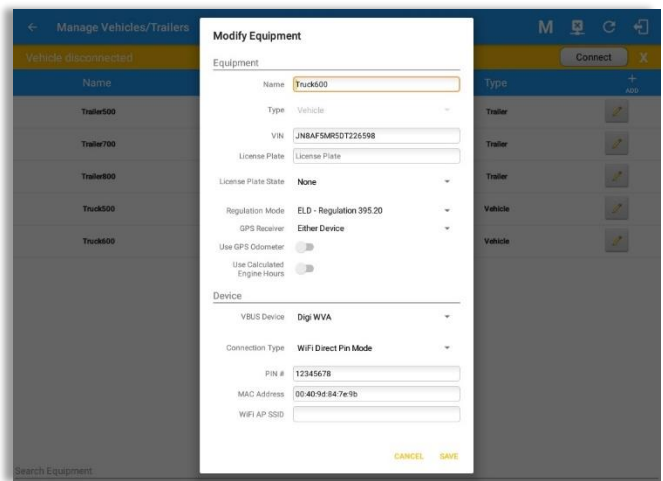 Manage Vehicles/Trailers
M
Vehicle disconnected
Connect
X
Name
Type
ADD
Trailer500
Trailer
Trailer700
Trailer
Trailer800
Trailer
Truck500
Vehicle
Truck600
Vehicle
Search Equipment
Modify Equipment
Equipment
Name Truck600
Type Vehicle
VIN JN8AF5MR5DT226598
License Plate License Plate
License Plate State None
Regulation Mode ELD - Regulation 395.20
GPS Receiver Either Device
Use GPS Odometer
Use Calculated
Engine Hours
Device
VBUS Device Digi WVA
Connection Type WiFi Direct Pin Mode
PIN # 12345678
MAC Address 00:40:9d:84:7e:9b
WiFi AP SSID
CANCEL SAVE